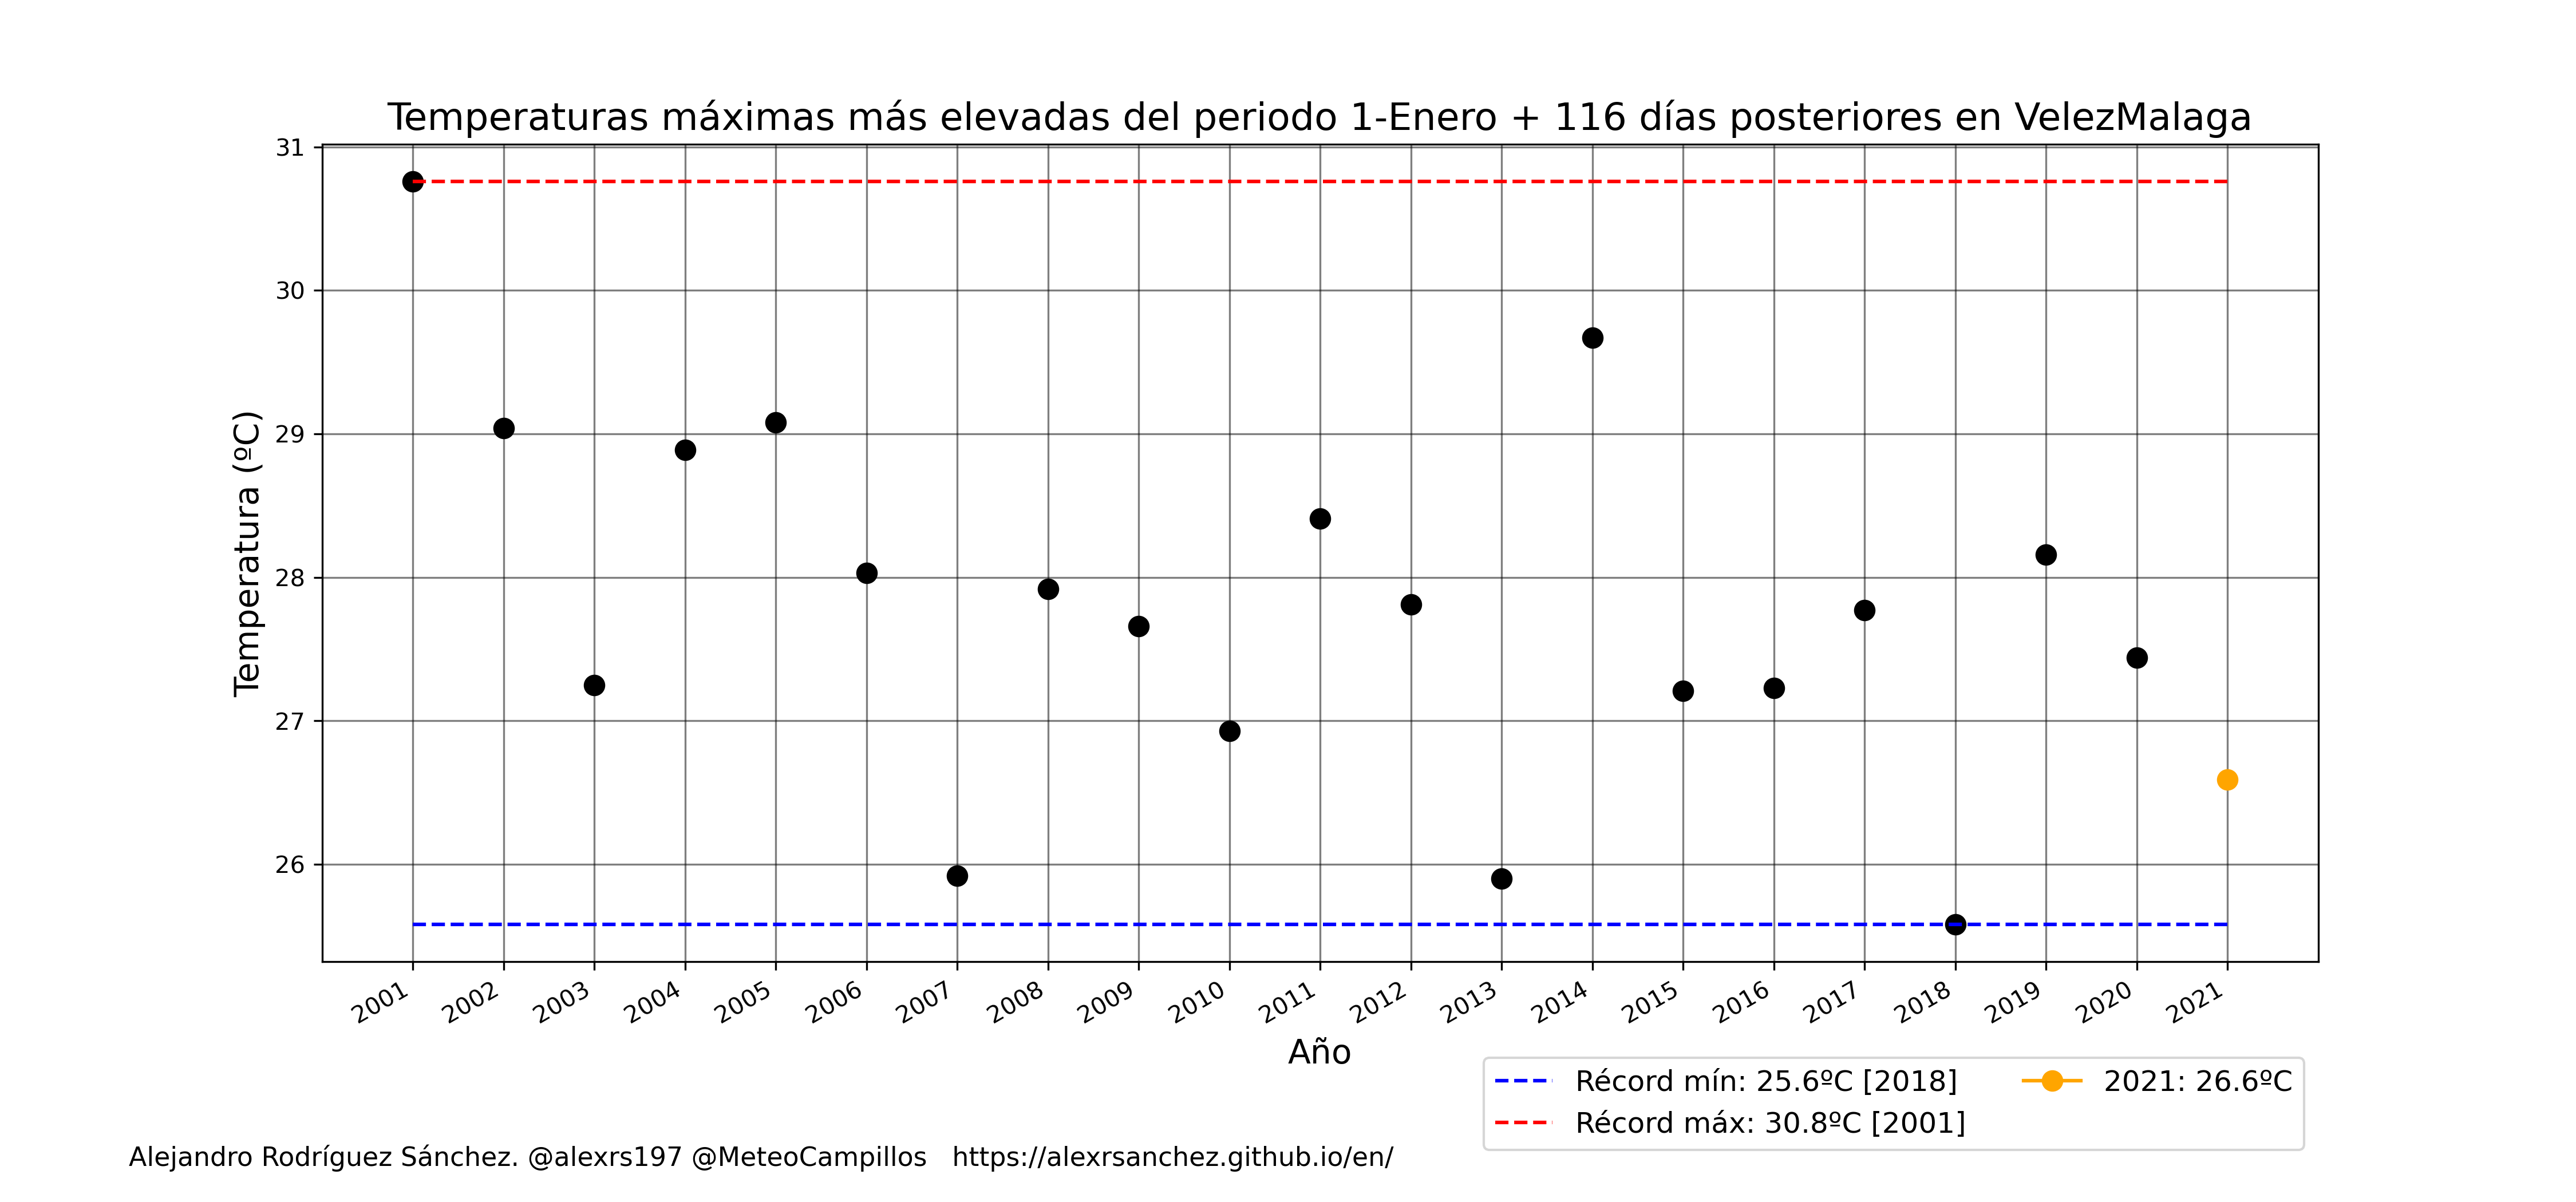 Temperaturas máximas más elevadas del periodo 1-Enero + 116 días posteriores en VelezMalaga
Temperatura (ºC)
31
30
29
28
27
26
2001 2002 2003 2004 2005 2006 2007 2008 2009 2010 2011 2012 2013 2014 2015 2016 2017 2018 2019 2020 2021
Año
Récord mín: 25.6ºC [2018]
Récord máx: 30.8ºC [2001]
2021: 26.6ºC
Alejandro Rodríguez Sánchez. @alexrs197 @MeteoCampillos https://alexrsanchez.github.io/en/